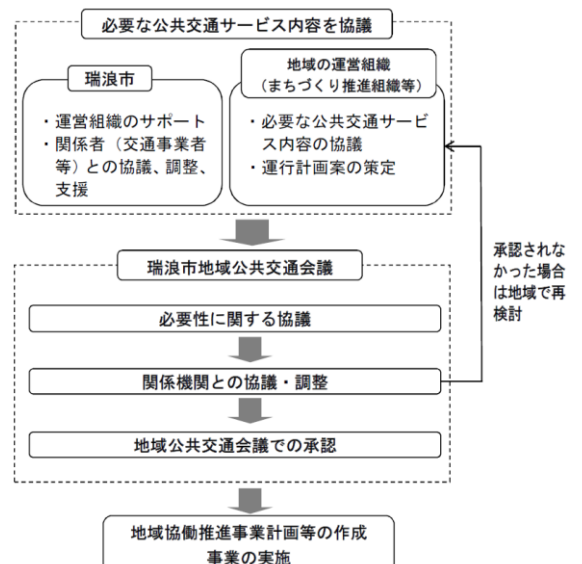 必要な公共交通サービス内容を協議
瑞浪市
・運営組織のサポート
・関係者（交通事業者
等）との協議、調整、
支援
地域の運営組織
（まちづくり推進組織等）
・必要な公共交通サービ
ス内容の協議
・運行計画案の策定
承認されな
かった場合
は地域で再
検討
瑞浪市地域公共交通会議
必要性に関する協議
関係機関との協議・調整
地域公共交通会議での承認
地域協働推進事業計画等の作成
事業の実施